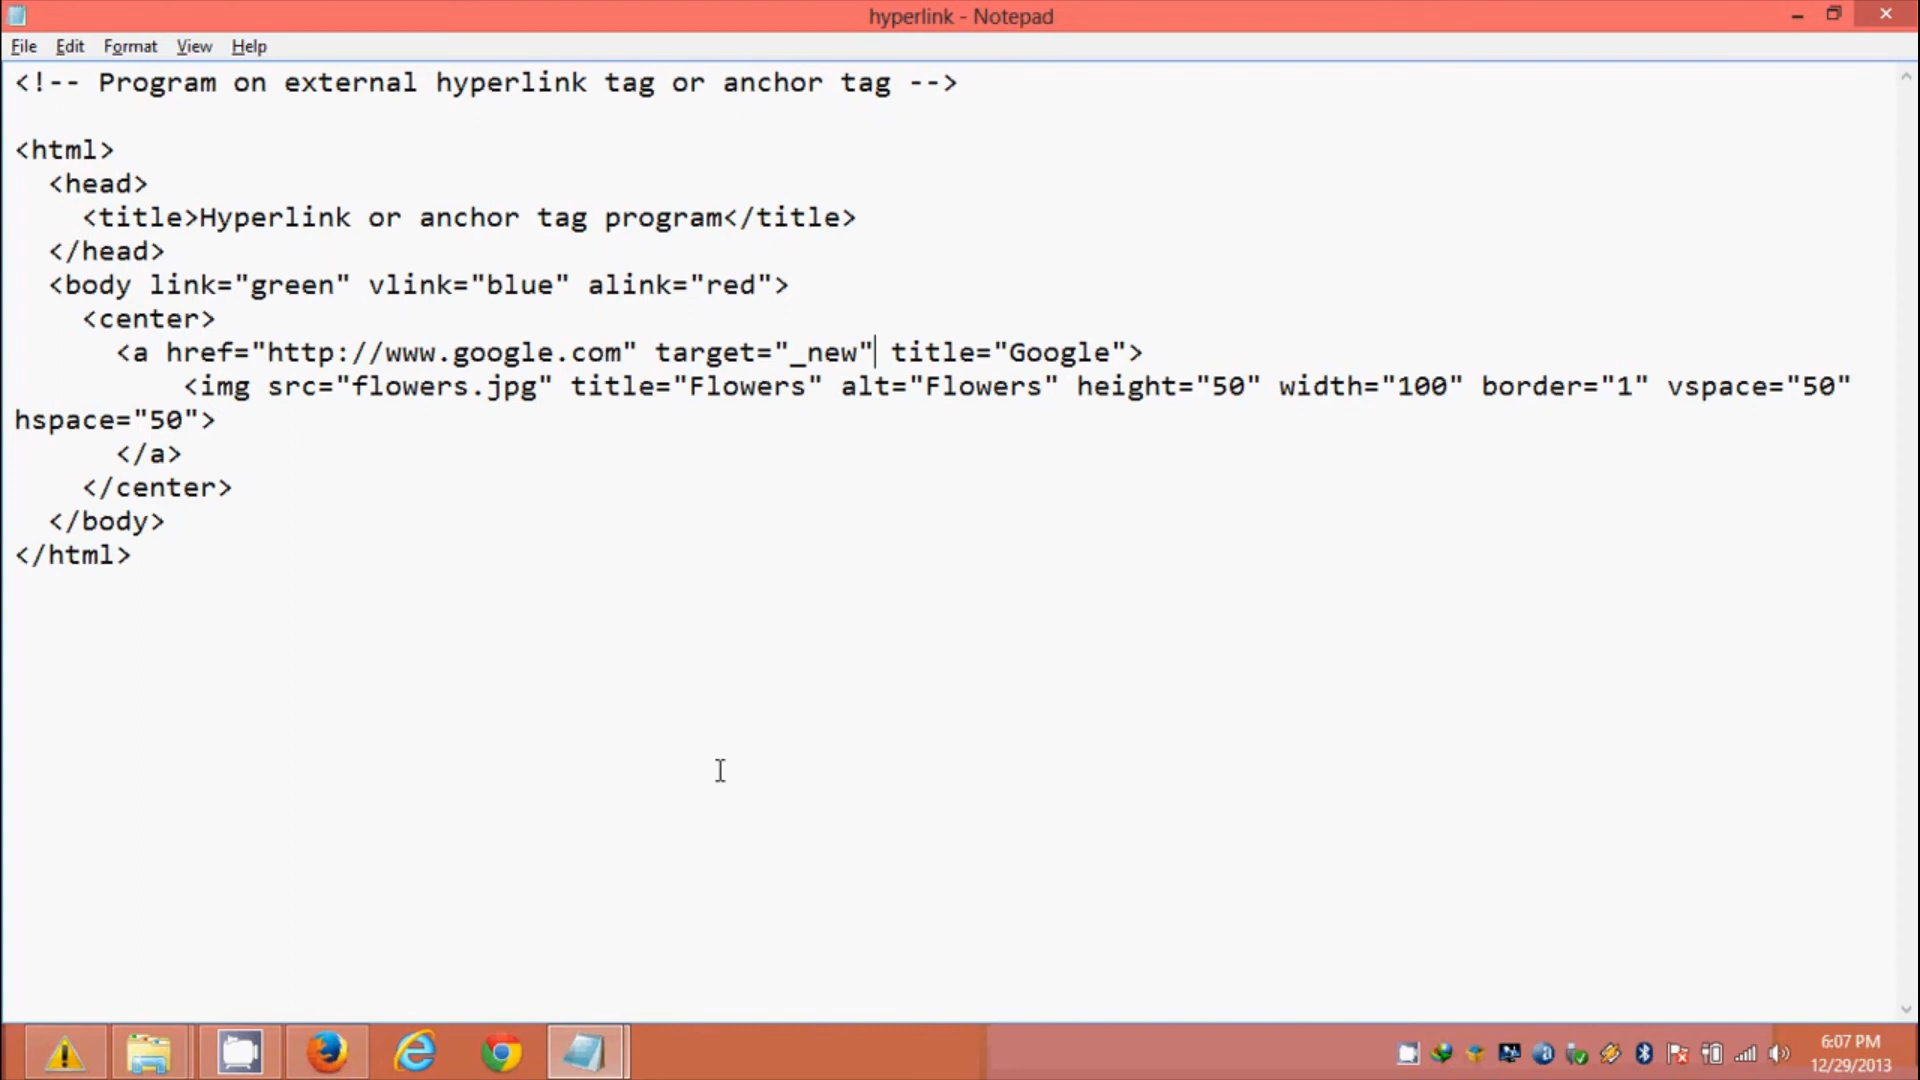 hyperlink - Notepad
File Edit Format View Help
<!-- Program on external hyperlink tag or anchor tag -->
<html>
<head>
<title>Hyperlink or anchor tag program</title>
</head>
<body link="green" vlink="blue" alink="red">
<center>
<a href="http://www.google.com" target="_new" title="Google">
<img src="flowers.jpg" title="Flowers" alt="Flowers" height="50" width="100" border="1" vspace="50"
hspace="50">
</a>
</center>
</body>
</html>
6:07 PM
12/29/2013